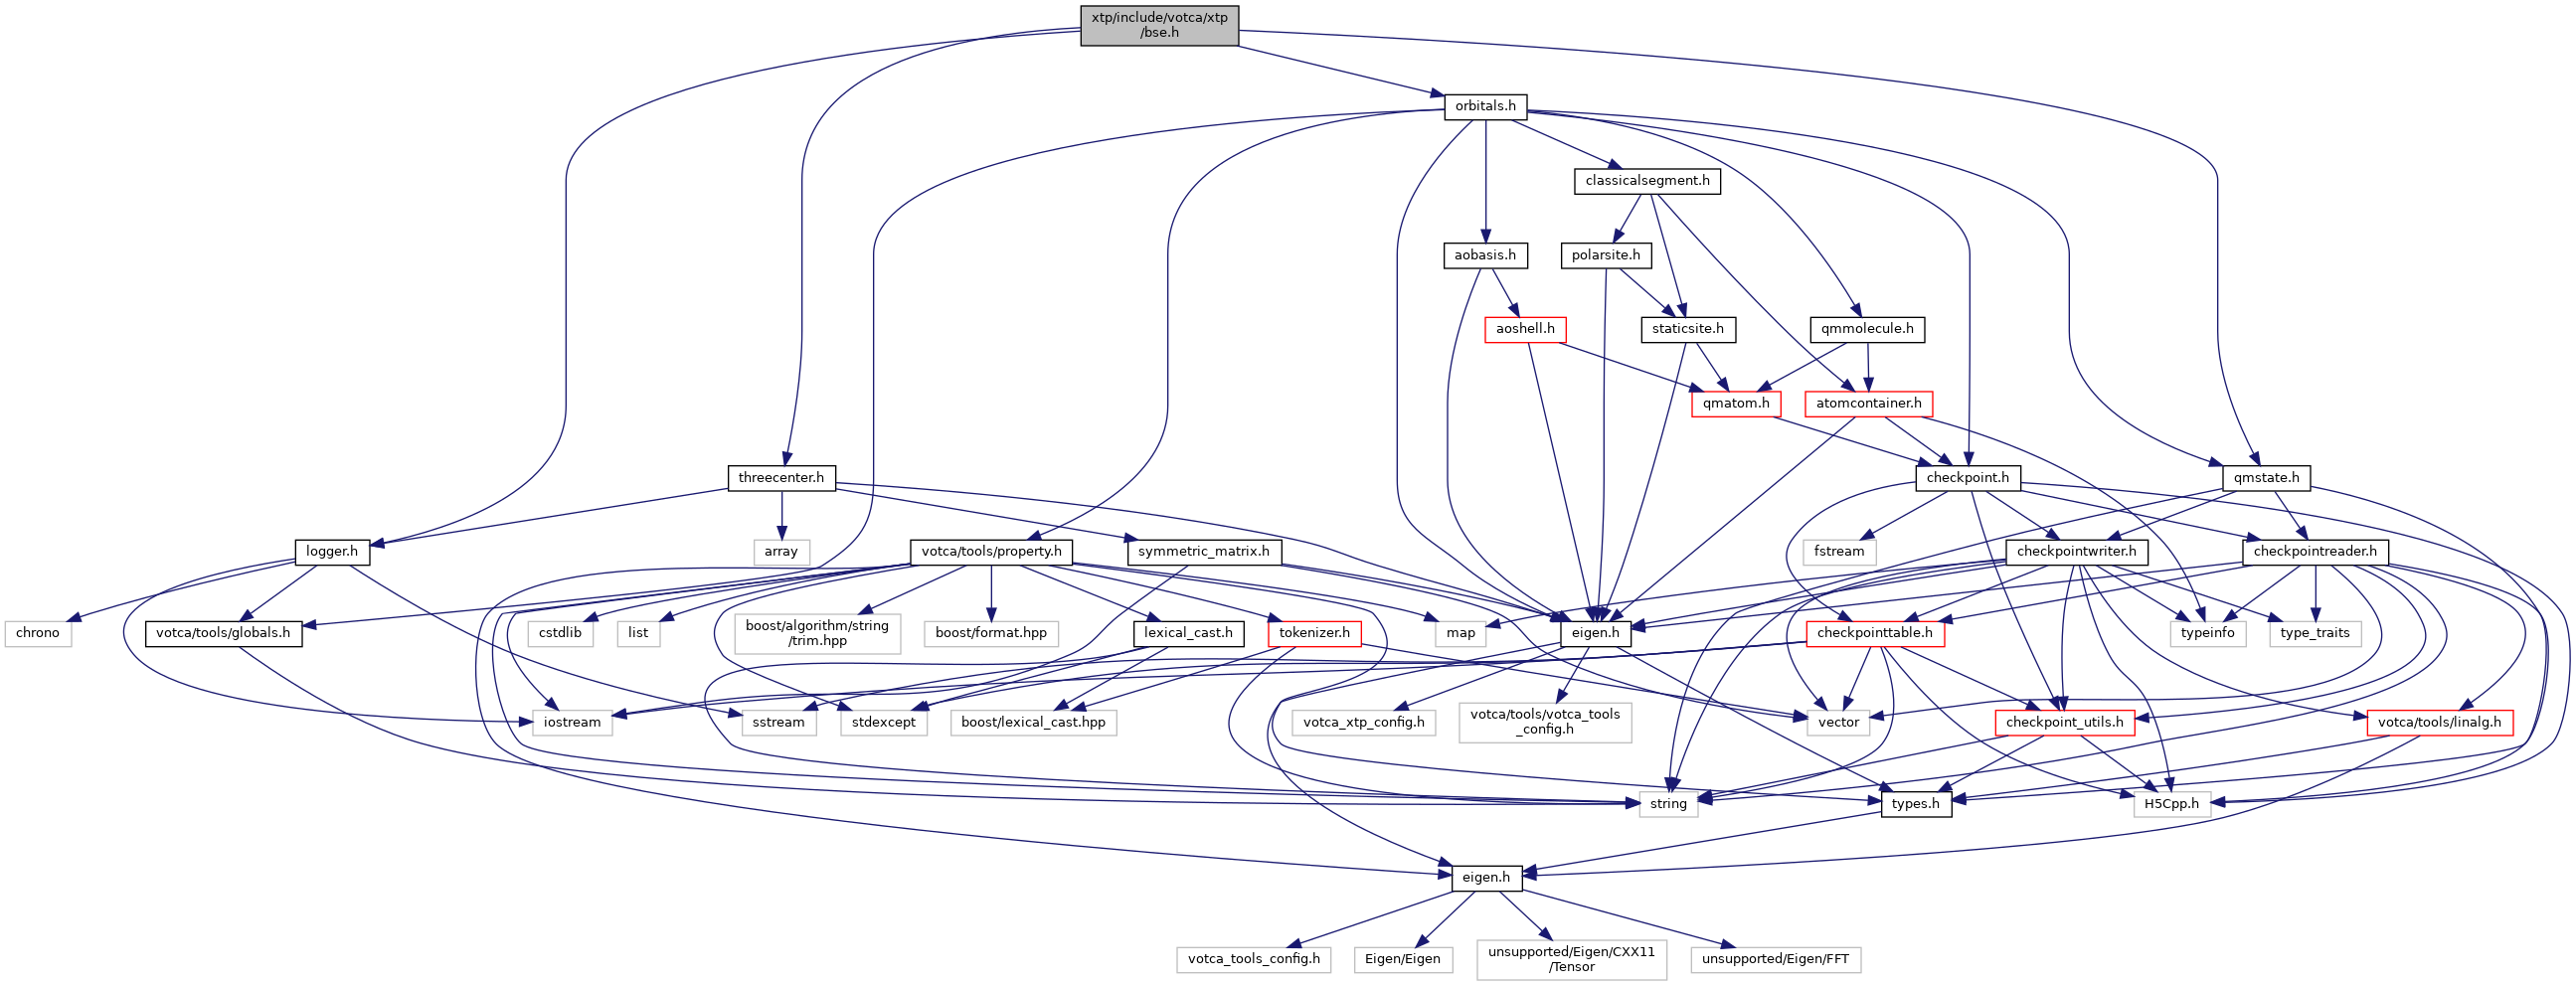 xtp/include/votca/xtp
/bse.h
orbitals.h
classicalsegment.h
aobasis.h
polarsite.h
aoshell.h
staticsite.h
qmmolecule.h
qmatom.h
atomcontainer.h
threecenter.h
checkpoint.h
qmstate.h
logger.h
array
votca/tools/property.h
symmetric_matrix.h
fstream
checkpointwriter.h
checkpointreader.h
chrono
votca/tools/globals.h
cstdlib
list
boost/algorithm/string
/trim.hpp
boost/format.hpp
lexical_cast.h
tokenizer.h
map
eigen.h
checkpointtable.h
typeinfo
type_traits
iostream
sstream
stdexcept
boost/lexical_cast.hpp
votca_xtp_config.h
votca/tools/votca_tools
_config.h
vector
checkpoint_utils.h
votca/tools/linalg.h
string
types.h
H5Cpp.h
eigen.h
votca_tools_config.h
Eigen/Eigen
unsupported/Eigen/CXX11
/Tensor
unsupported/Eigen/FFT